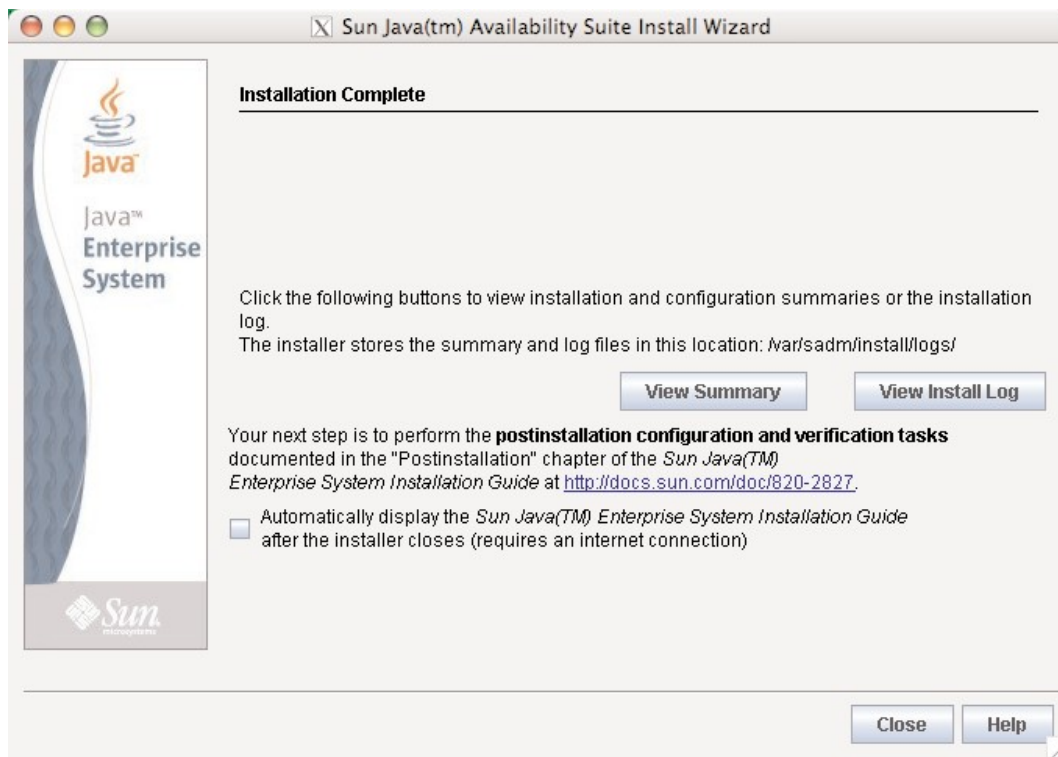 Sun Java(tm) Availability Suite Install Wizard
Java™
Java™
Enterprise
System
Sun
microsystems
Installation Complete
Click the following buttons to view installation and configuration summaries or the installation
log.
The installer stores the summary and log files in this location: /var/sadm/install/logs/
View Summary
View Install Log
Your next step is to perform the postinstallation configuration and verification tasks
documented in the "Postinstallation" chapter of the Sun Java(TM)
Enterprise System Installation Guide at http://docs.sun.com/doc/820-2827.
Automatically display the Sun Java(TM) Enterprise System Installation Guide
after the installer closes (requires an internet connection)
Close
Help